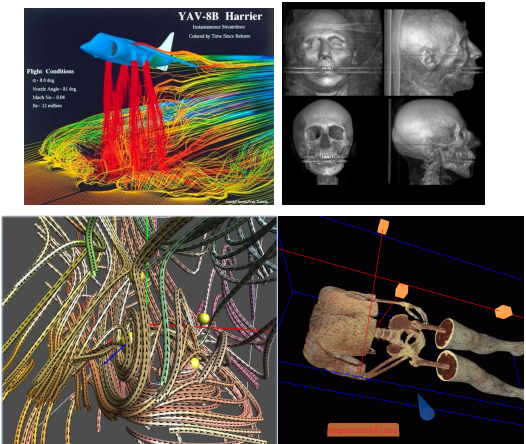 YAV-8B Harrier
Instantaneous Streamlines
Colored by Time Since Release
Flight Conditions
α - 8.0 deg.
Nozzle Angle - 81 deg.
Mach No. - 0.04
Re - 12 million